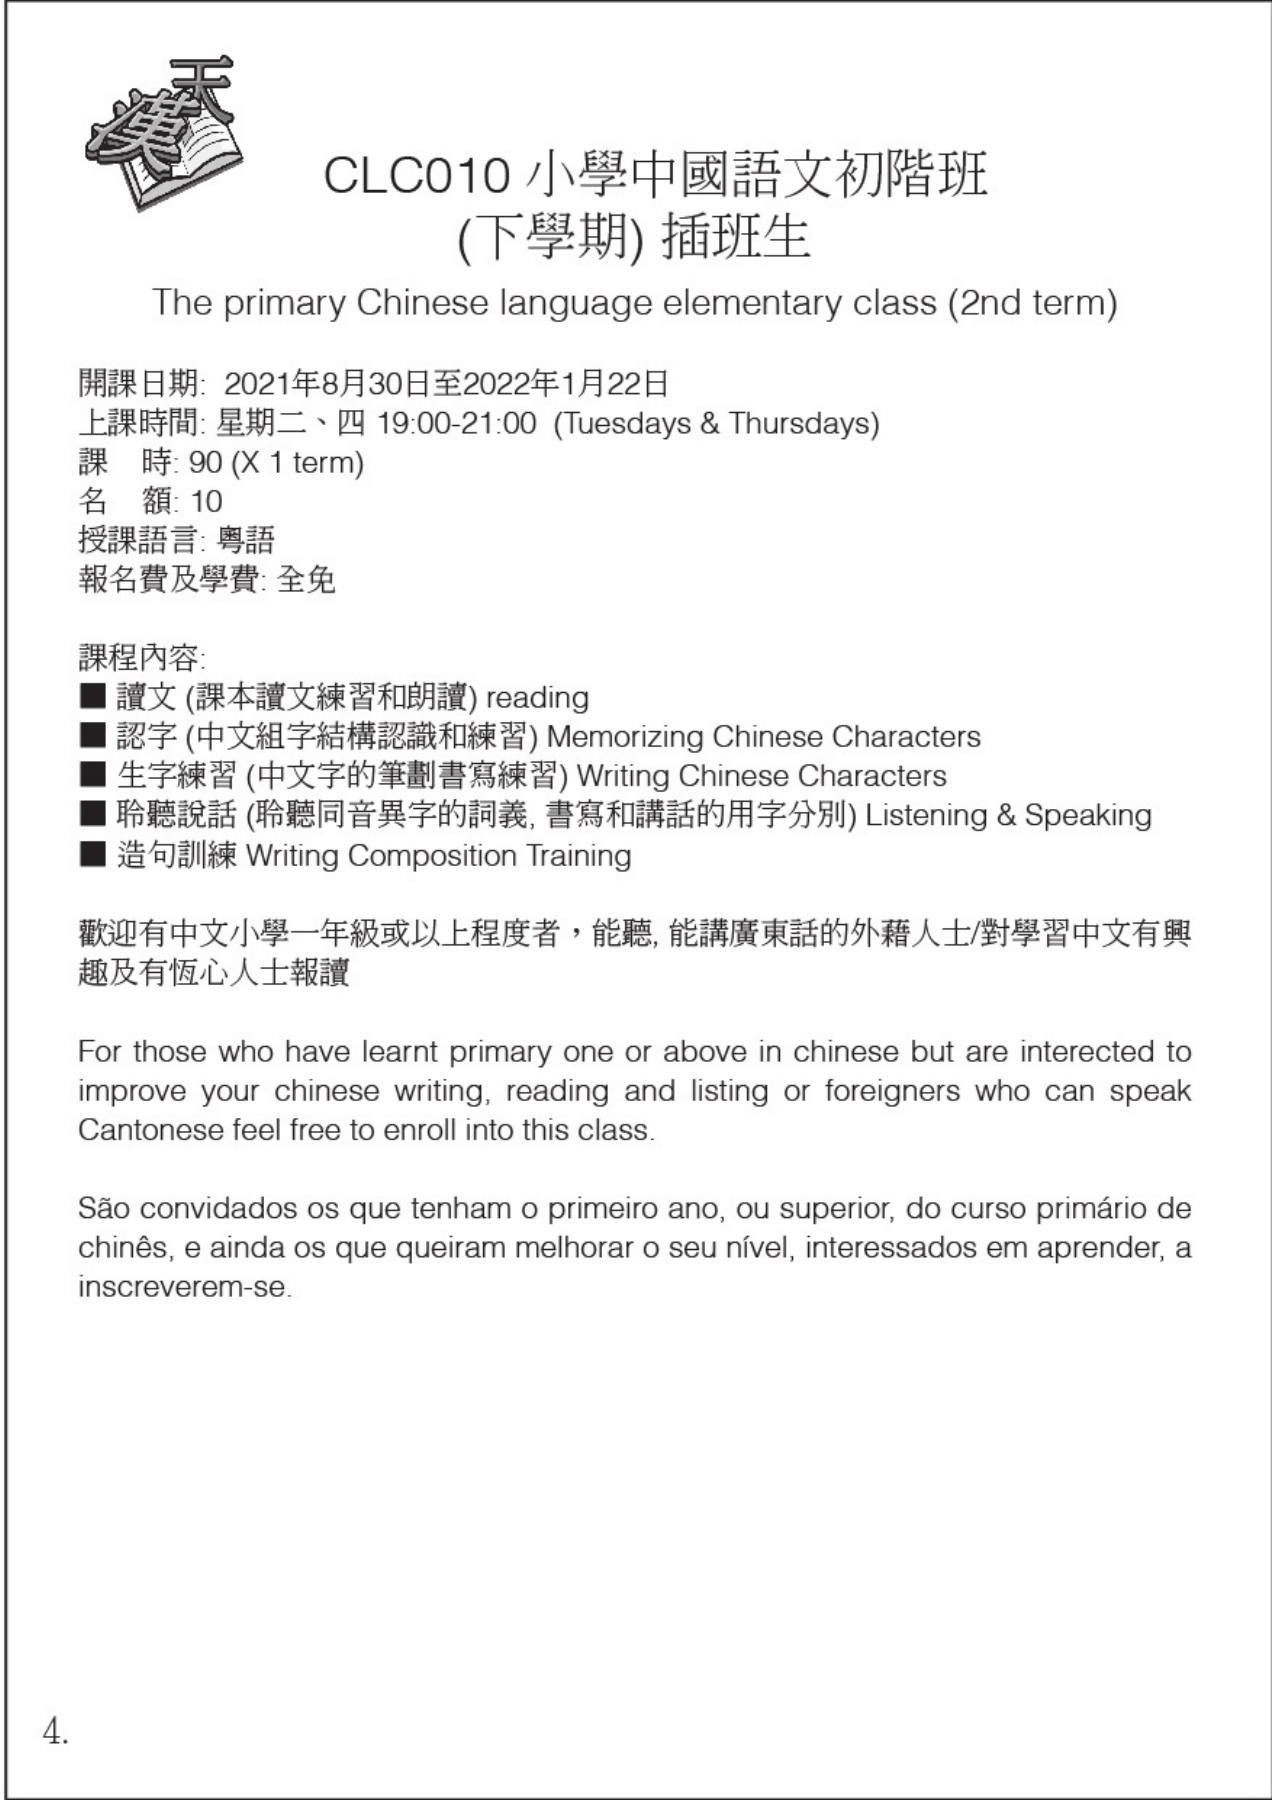 天
漢
CLC010 小學中國語文初階班
(下學期) 插班生
The primary Chinese language elementary class (2nd term)
開課日期: 2021年8月30日至2022年1月22日
上課時間: 星期二、四 19:00-21:00 (Tuesdays & Thursdays)
課　時: 90 (X 1 term)
名　額: 10
授課語言: 粵語
報名費及學費: 全免
課程內容:
■ 讀文 (課本讀文練習和朗讀) reading
■ 認字 (中文組字結構認識和練習) Memorizing Chinese Characters
■ 生字練習 (中文字的筆劃書寫練習) Writing Chinese Characters
■ 聆聽說話 (聆聽同音異字的詞義, 書寫和講話的用字分別) Listening & Speaking
■ 造句訓練 Writing Composition Training
歡迎有中文小學一年級或以上程度者，能聽, 能講廣東話的外藉人士/對學習中文有興
趣及有恆心人士報讀
For those who have learnt primary one or above in chinese but are interected to
improve your chinese writing, reading and listing or foreigners who can speak
Cantonese feel free to enroll into this class.
São convidados os que tenham o primeiro ano, ou superior, do curso primário de
chinês, e ainda os que queiram melhorar o seu nível, interessados em aprender, a
inscreverem-se.
4.